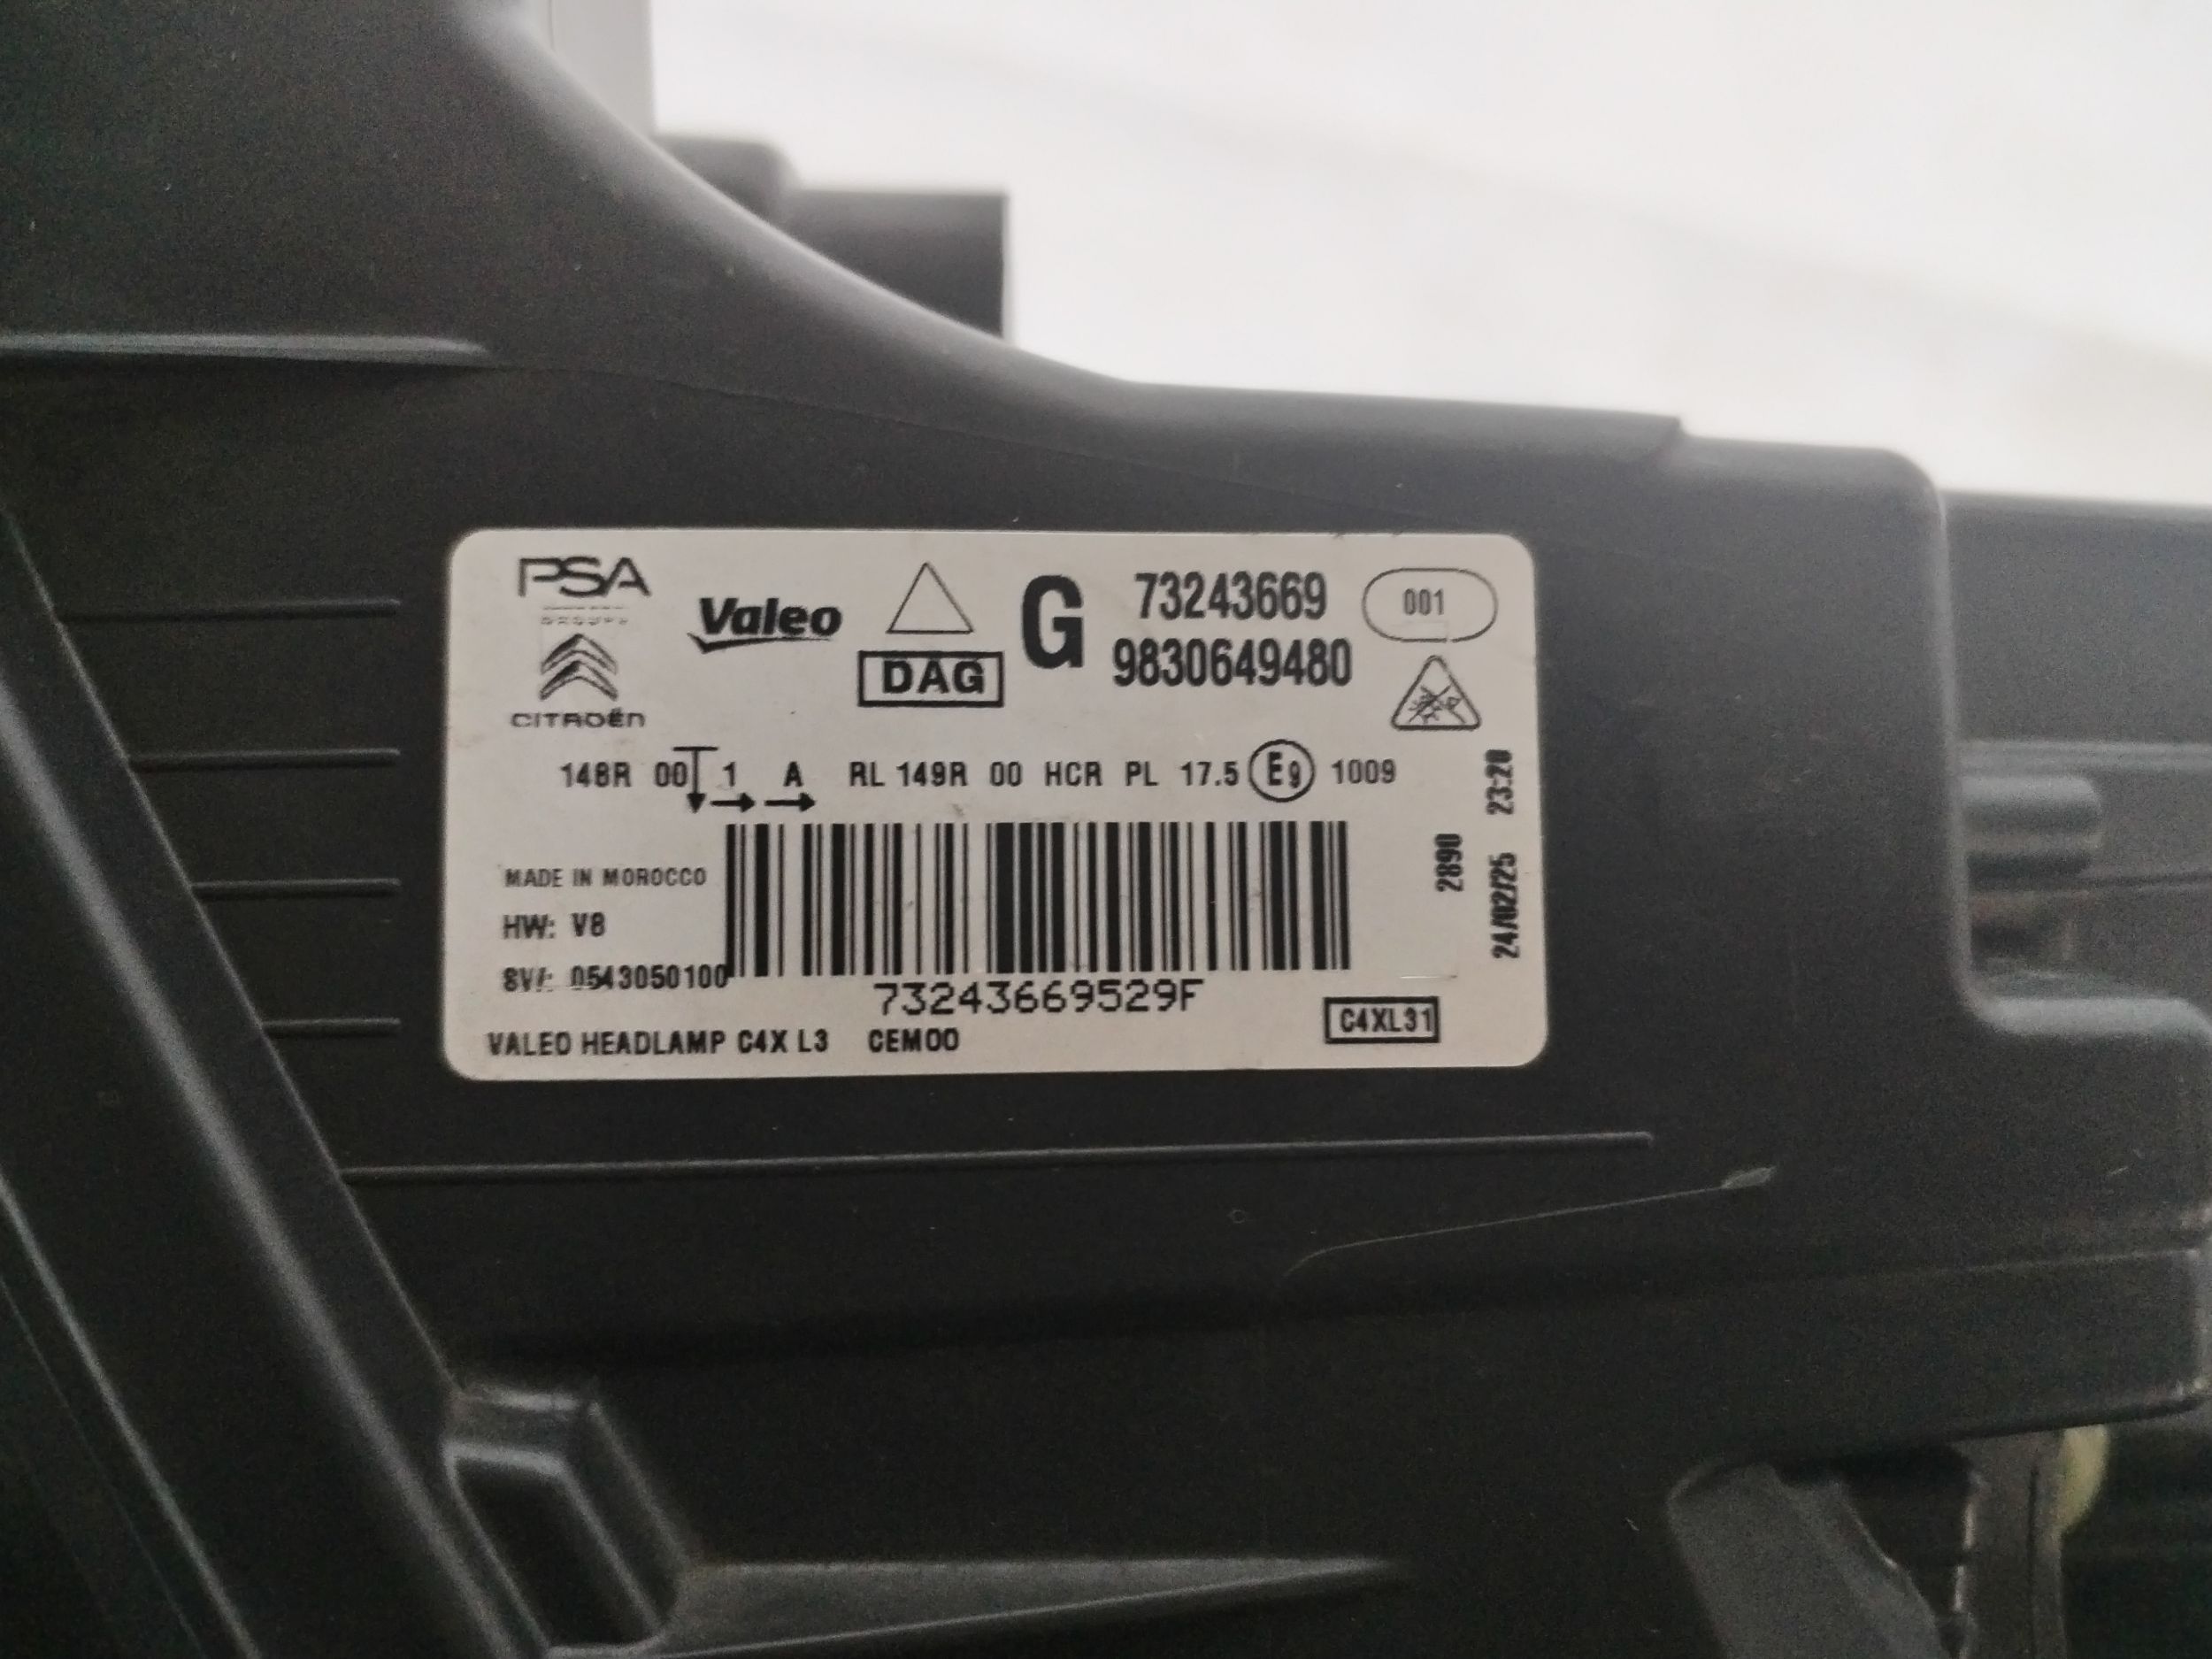 PSA
GROUPE
CITROËN
Valeo
DAG
G
73243669
9830649480
001
148R 00 1 A RL 149R 00 HCR PL 17.5 E9 1009
MADE IN MOROCCO
HW: V8
SW: 0543050100
73243669529F
VALEO HEADLAMP C4X L3 CEM00
C4XL31
2890
24/02/25 23:20